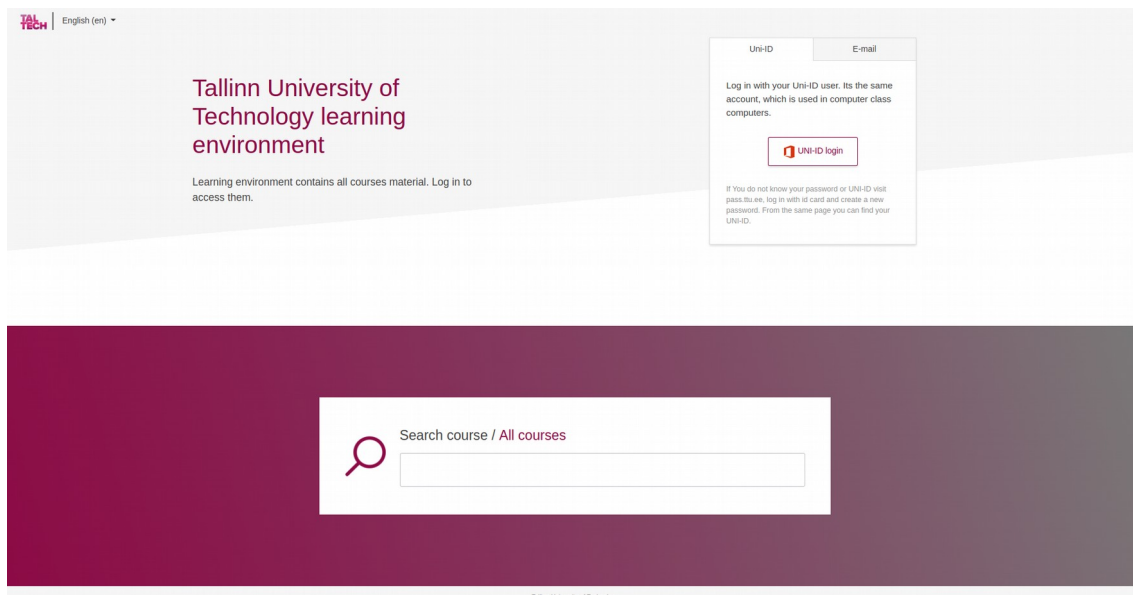 TAL
TECH
English (en)
Uni-ID
E-mail
Tallinn University of
Technology learning
environment
Learning environment contains all courses material. Log in to
access them.
Log in with your Uni-ID user. Its the same
account, which is used in computer class
computers.
UNI-ID login
If You do not know your password or UNI-ID visit
pass.ttu.ee, log in with id card and create a new
password. From the same page you can find your
UNI-ID.
Search course / All courses